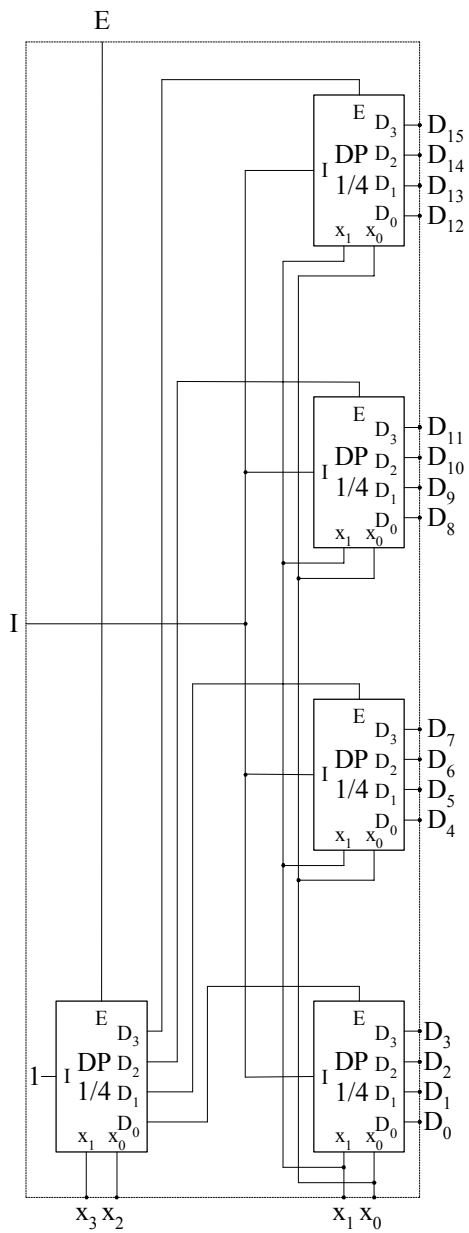 E
E
D₃ D₁₅
DP D₂ D₁₄
I
1/4 D₁ D₁₃
D₀ D₁₂
x₁ x₀
E
D₃ D₁₁
DP D₂ D₁₀
I
1/4 D₁ D₉
D₀ D₈
x₁ x₀
I
E
D₃ D₇
DP D₂ D₆
I
1/4 D₁ D₅
D₀ D₄
x₁ x₀
E E
D₃ D₃ D₃
DP D₂ DP D₂ D₂
1 I I
1/4 D₁ 1/4 D₁ D₁
D₀ D₀ D₀
x₁ x₀ x₁ x₀
x₃ x₂ x₁ x₀